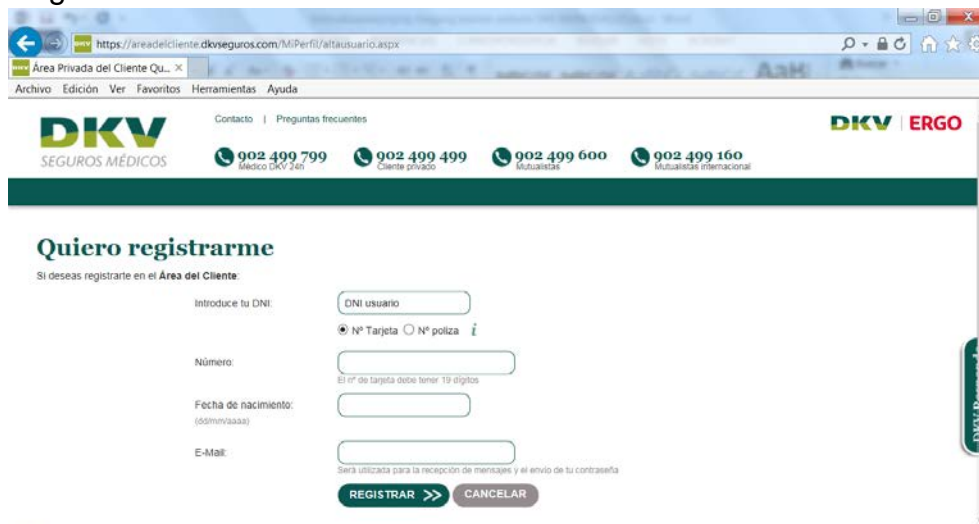 https://areadelcliente.dkvseguros.com/MiPerfil/altausuario.aspx
Área Privada del Cliente Qu...
Archivo Edición Ver Favoritos Herramientas Ayuda
Contacto | Preguntas frecuentes
DKV
SEGUROS MÉDICOS
902 499 799 902 499 499 902 499 600 902 499 160
Médico DKV 24h Cliente privado Mutualistas Mutualistas internacional
DKV ERGO
Quiero registrarme
Si deseas registrarte en el Área del Cliente:
Introduce tu DNI: DNI usuario
Nº Tarjeta Nº poliza i
Número:
El nº de tarjeta debe tener 19 dígitos
Fecha de nacimiento:
(dd/mm/aaaa)
E-Mail:
Será utilizada para la recepción de mensajes y el envio de tu contraseña
REGISTRAR >> CANCELAR